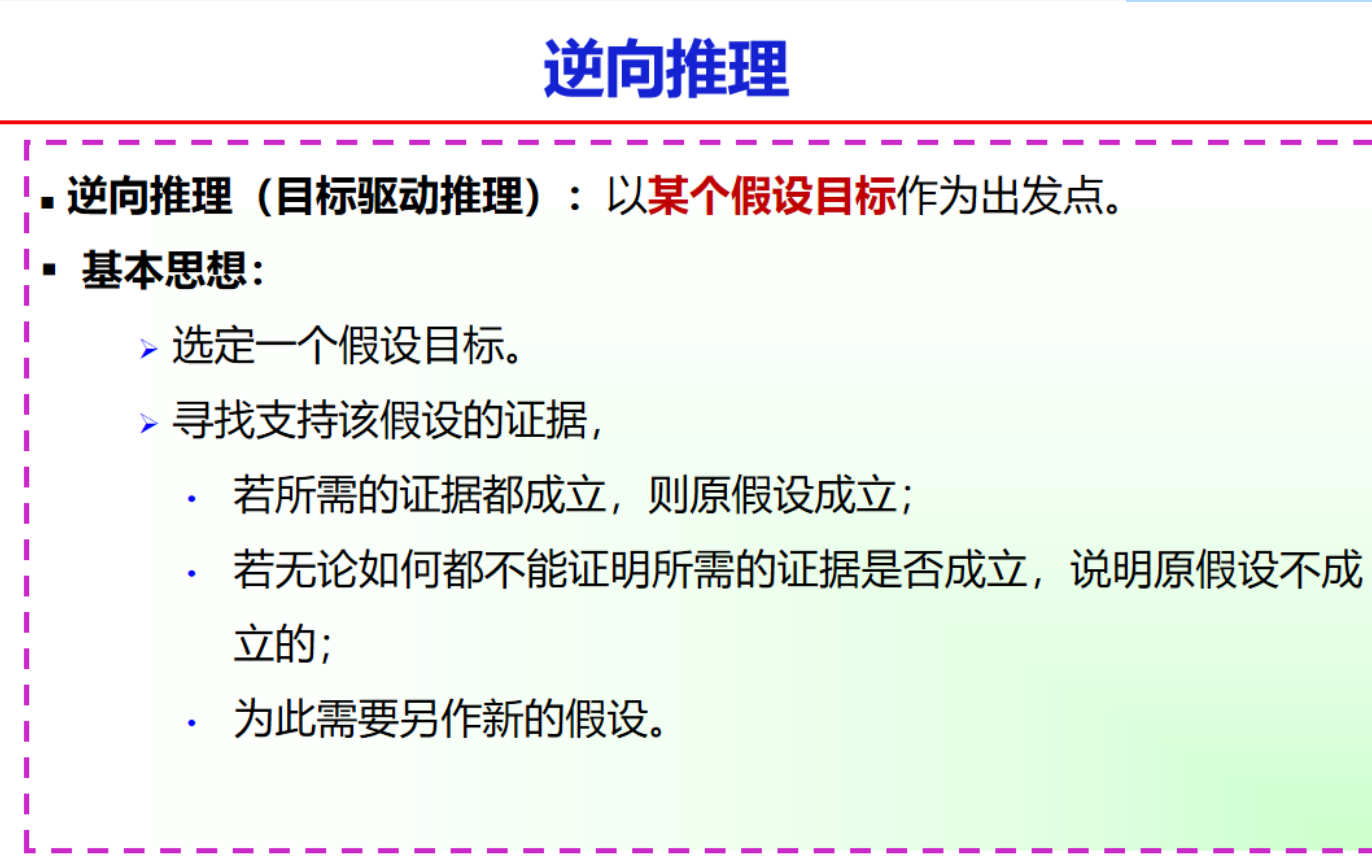 逆向推理
▪ 逆向推理（目标驱动推理）：以某个假设目标作为出发点。
▪ 基本思想：
➢ 选定一个假设目标。
➢ 寻找支持该假设的证据，
• 若所需的证据都成立，则原假设成立；
• 若无论如何都不能证明所需的证据是否成立，说明原假设不成
立的；
• 为此需要另作新的假设。